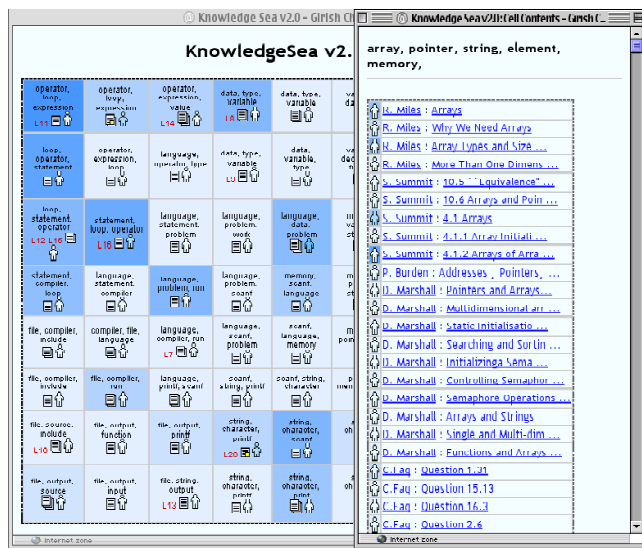 Knowledge Sea v2.0 - Girish Ch
KnowledgeSea v2.
operator, loop, expression
L11
operator, loop, expression
operator, expression, value
L14
data, type, variable
L8
data, type, variable
loop, operator, statement
operator, expression, loop
language, operator, type
data, type, variable
L9
data, variable, type
loop, statement, operator
L12 L15
statement, loop, operator
L16
language, statement, problem
language, problem, work
language, data, problem
statement, compiler, loop
language, statement, compiler
language, problem, run
language, problem, scanf
memory, scanf, language
file, compiler, include
compiler, file, language
language, compiler, run
L7
language, scanf, problem
scanf, language, memory
file, compiler, include
file, compiler, run
language, printf, scanf
scanf, string, printf
scanf, string, character
file, source, include
file, output, function
file, output, printf
string, character, printf
L20
string, character, scanf
file, output, source
file, output, input
file, string, output
L13
string, character, printf
string, character, print
Internet zone
Knowledge Sea v2.0: Cell Contents - Girish C...
array, pointer, string, element,
memory,
R. Miles : Arrays
R. Miles : Why We Need Arrays
R. Miles : Array Types and Size ...
R. Miles : More Than One Dimens ...
S. Summit : 10.5 ``Equivalence'' ...
S. Summit : 10.6 Arrays and Poin ...
S. Summit : 4.1 Arrays
S. Summit : 4.1.1 Array Initiali ...
S. Summit : 4.1.2 Arrays of Arra ...
P. Burden : Addresses , Pointers, ...
D. Marshall : Pointers and Arrays...
D. Marshall : Multidimensional arr ...
D. Marshall : Static Initialisatio ...
D. Marshall : Searching and Sortin ...
D. Marshall : Initializinga Sema ...
D. Marshall : Controlling Semaphor ...
D. Marshall : Semaphore Operations ...
D. Marshall : Arrays and Strings
D. Marshall : Single and Multi-dim ...
D. Marshall : Functions and Arrays ...
C.Faq : Question 1.31
C.Faq : Question 15.13
C.Faq : Question 16.3
C.Faq : Question 2.6
Internet zone